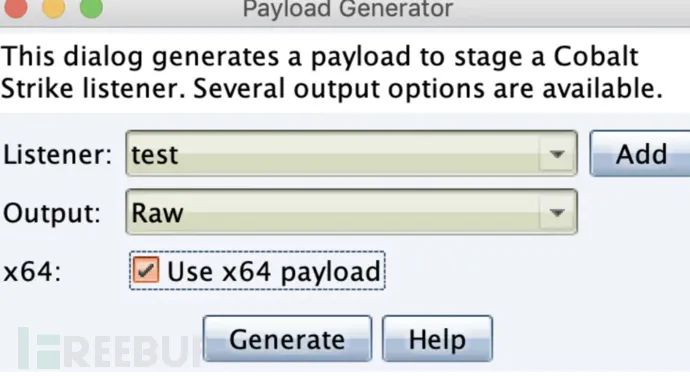 Payload Generator
This dialog generates a payload to stage a Cobalt
Strike listener. Several output options are available.
Listener: test Add
Output: Raw
x64: Use x64 payload
Generate Help